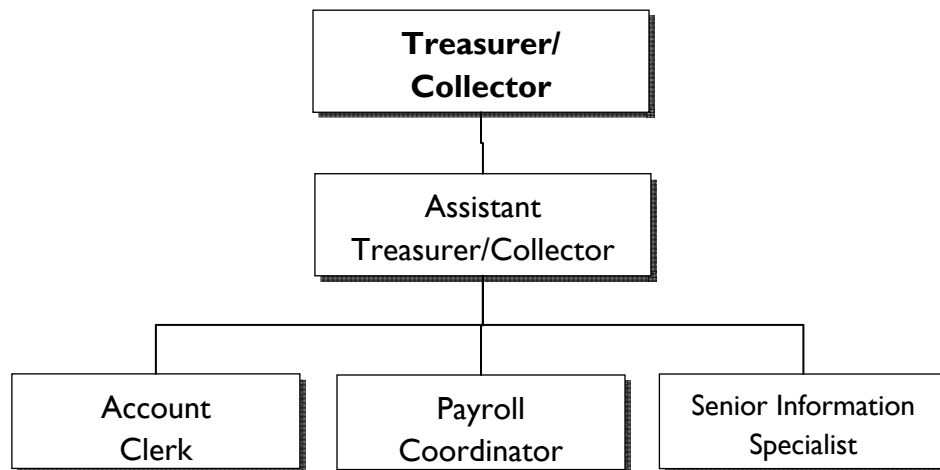 Treasurer/
Collector
Assistant
Treasurer/Collector
Account
Clerk
Payroll
Coordinator
Senior Information
Specialist